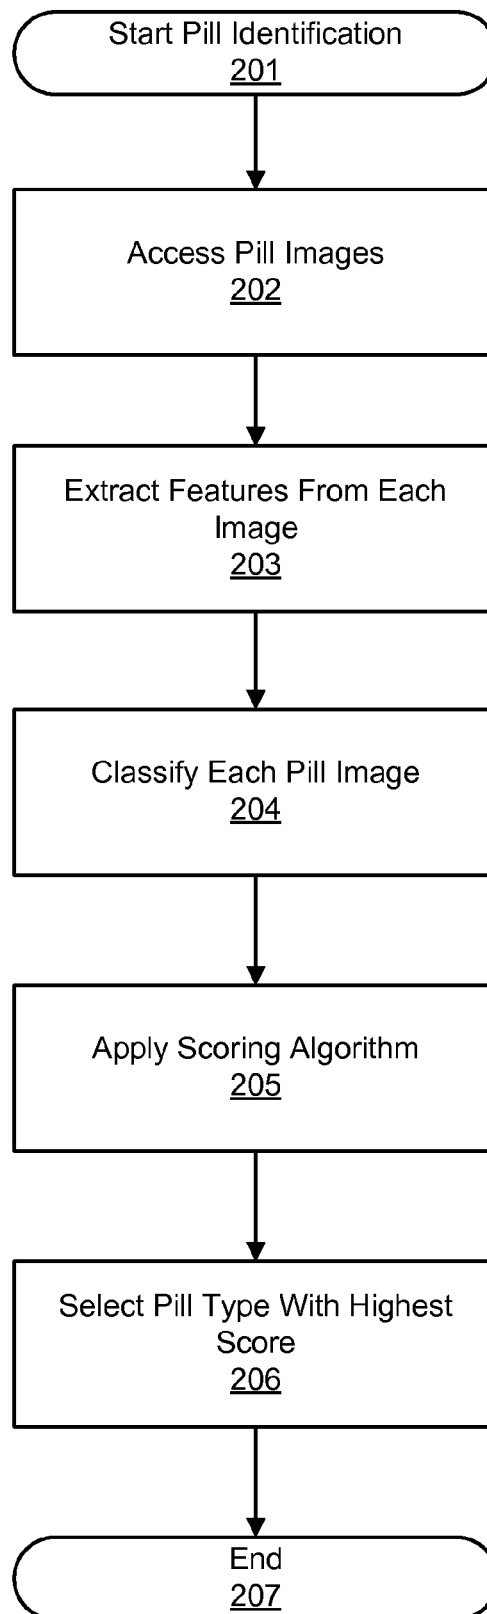 Start Pill Identification
201
Access Pill Images
202
Extract Features From Each
Image
203
Classify Each Pill Image
204
Apply Scoring Algorithm
205
Select Pill Type With Highest
Score
206
End
207